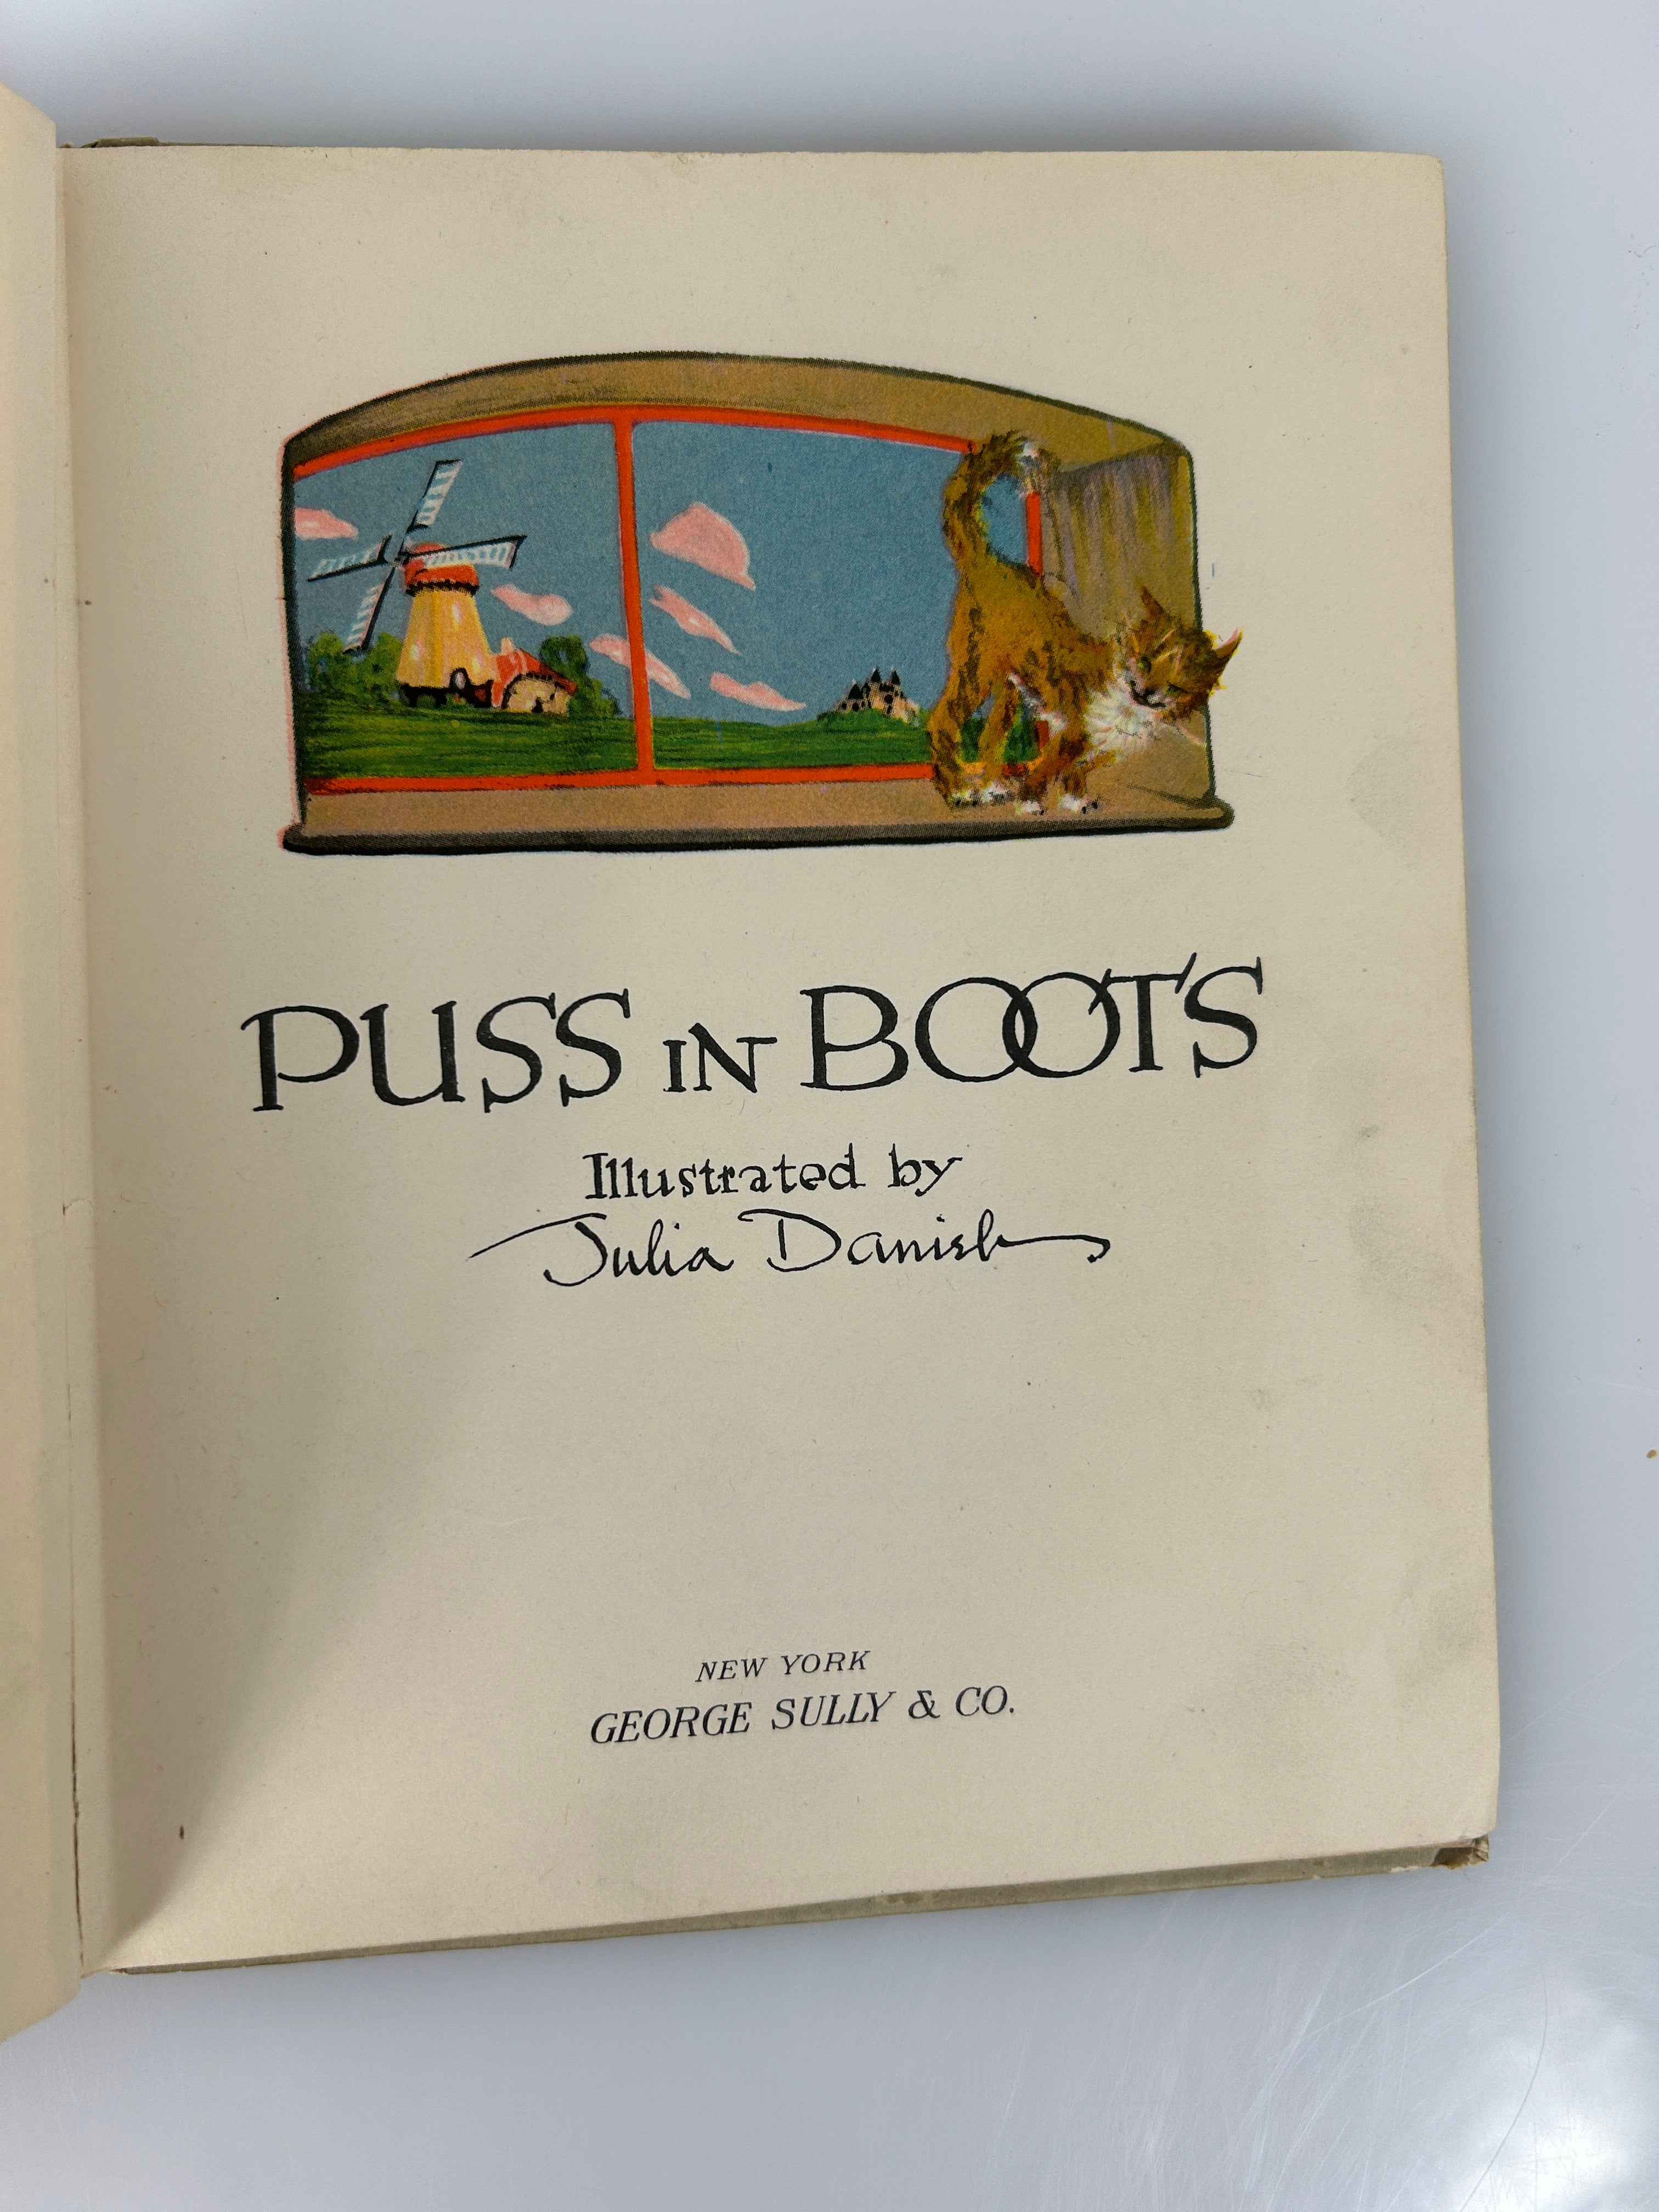 PUSS IN BOOTS
Illustrated by
Julia Danish
NEW YORK
GEORGE SULLY & CO.